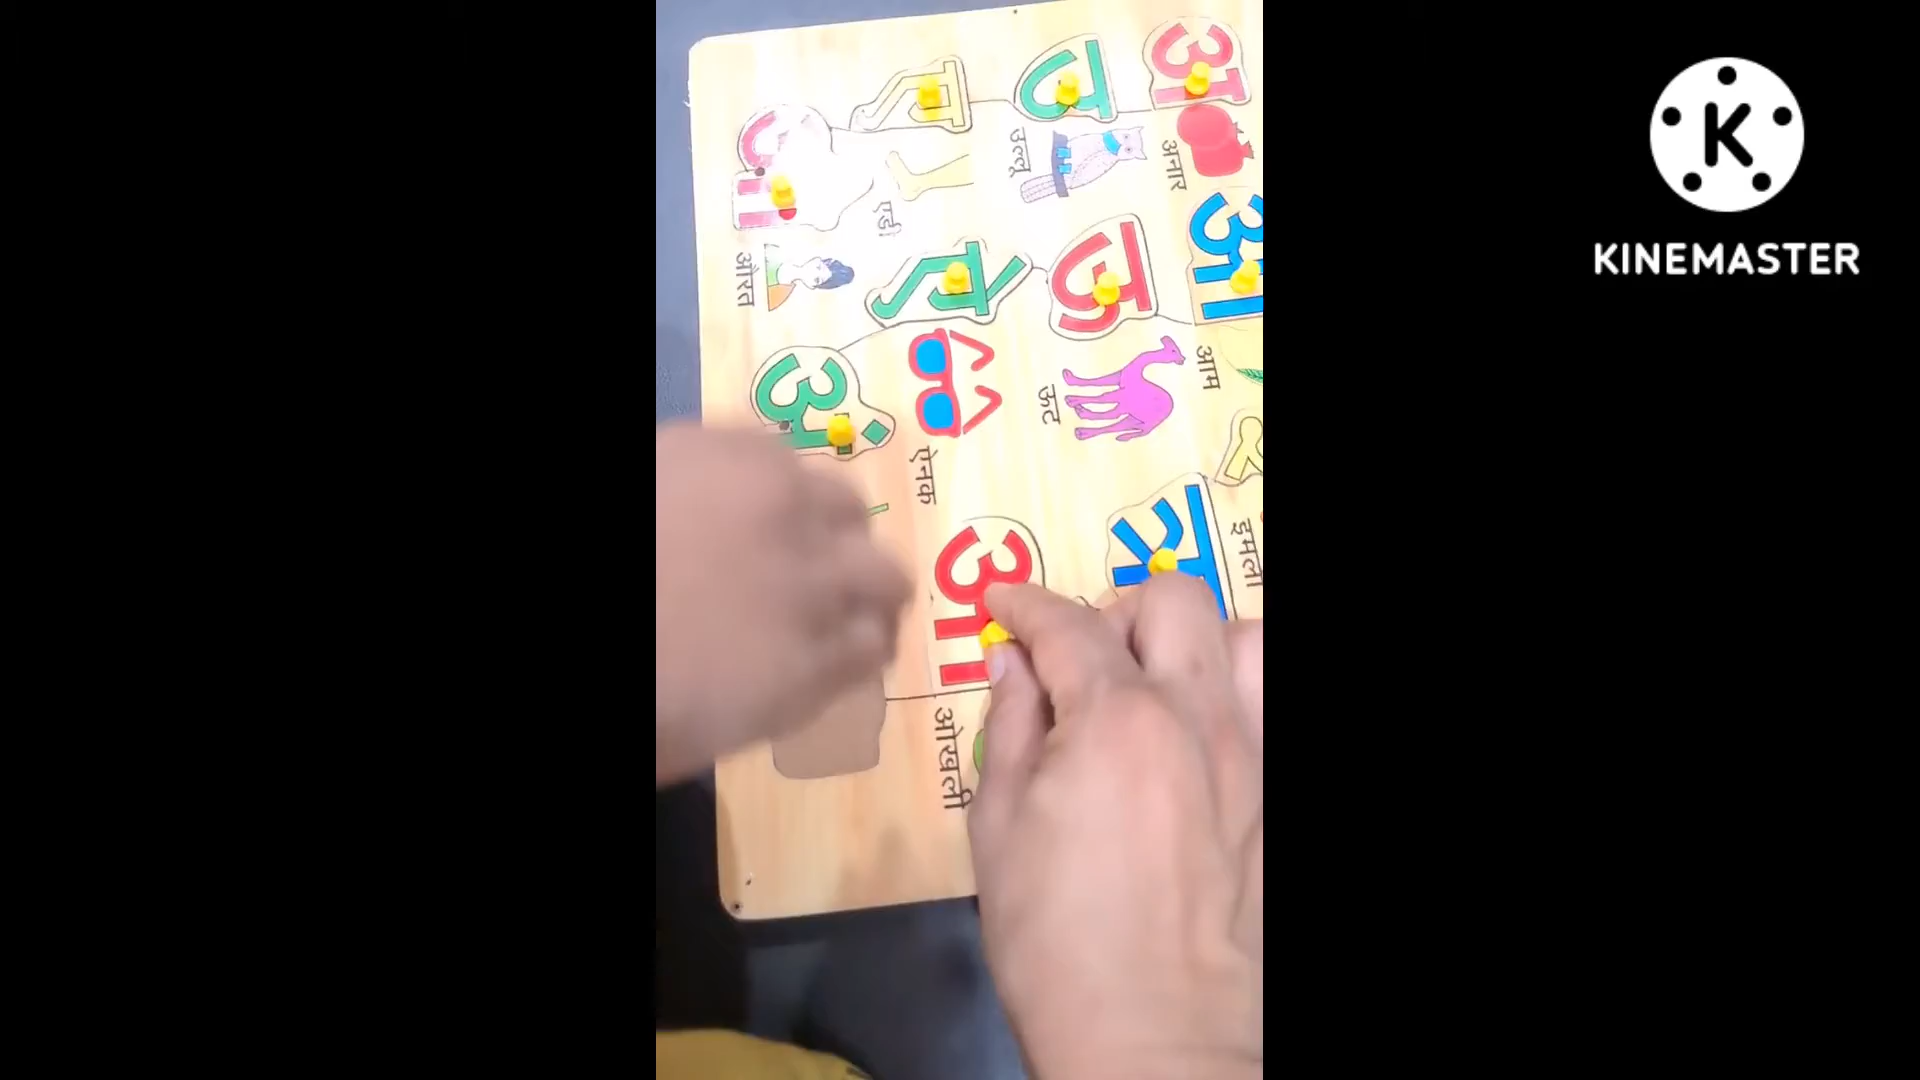 अ
आ
उ
ऊ
ए
ऐ
अं
अनार
आम
इमली
उल्लू
ऊंट
एड़ी
ऐनक
ओखली
औरत
KINEMASTER